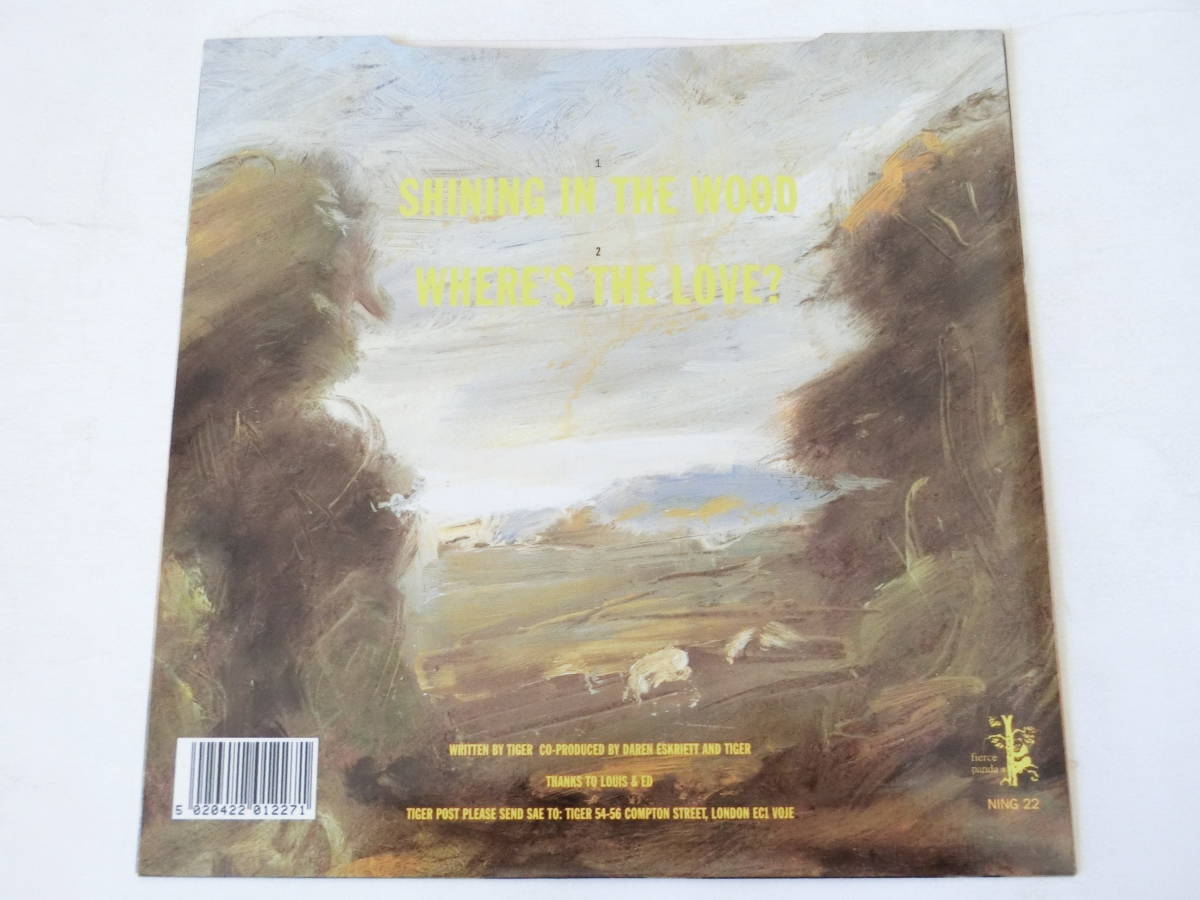 1
SHINING IN THE WOOD
2
WHERE'S THE LOVE?
WRITTEN BY TIGER CO-PRODUCED BY DAREN ESKRIETT AND TIGER
THANKS TO LOUIS & ED
TIGER POST PLEASE SEND SAE TO: TIGER 54-56 COMPTON STREET, LONDON EC1 VOJE
5 020422 012271
fierce
panda
NING 22